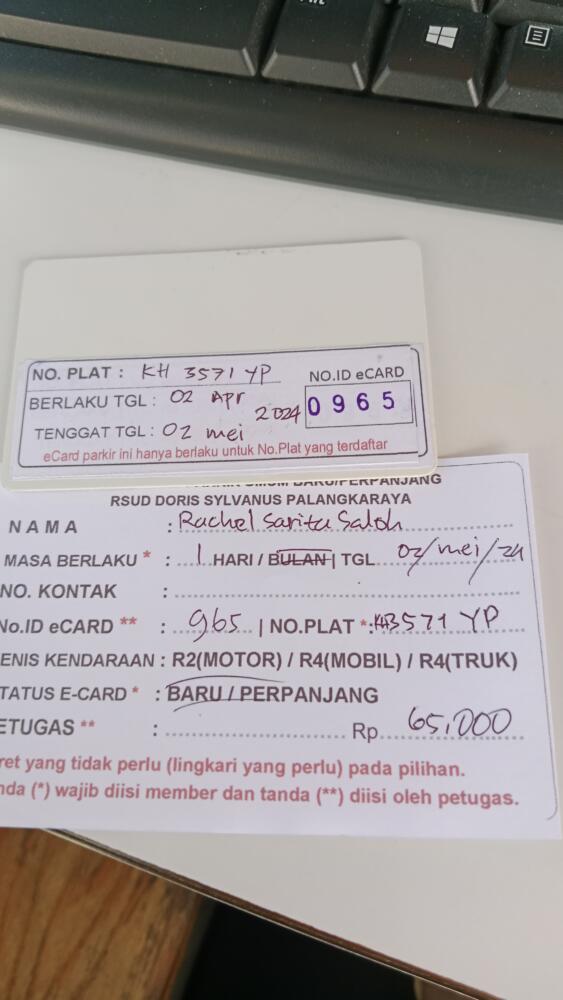 NO. PLAT : KH 3571 YP
NO.ID eCARD
BERLAKU TGL : 02 Apr
2024
0965
TENGGAT TGL : 02 mei
eCard parkir ini hanya berlaku untuk No.Plat yang terdaftar
UMUM BARU/PERPANJANG
RSUD DORIS SYLVANUS PALANGKARAYA
NAMA : Rachel Sarita
MASA BERLAKU * : 1 HARI / BULAN | TGL 02/mei/24
NO. KONTAK :
No.ID eCARD ** : 965 | NO.PLAT *: KH3571 YP
ENIS KENDARAAN : R2(MOTOR) / R4(MOBIL) / R4(TRUK)
TATUS E-CARD * : BARU / PERPANJANG
ETUGAS ** : Rp 65.000
ret yang tidak perlu (lingkari yang perlu) pada pilihan.
nda (*) wajib diisi member dan tanda (**) diisi oleh petugas.